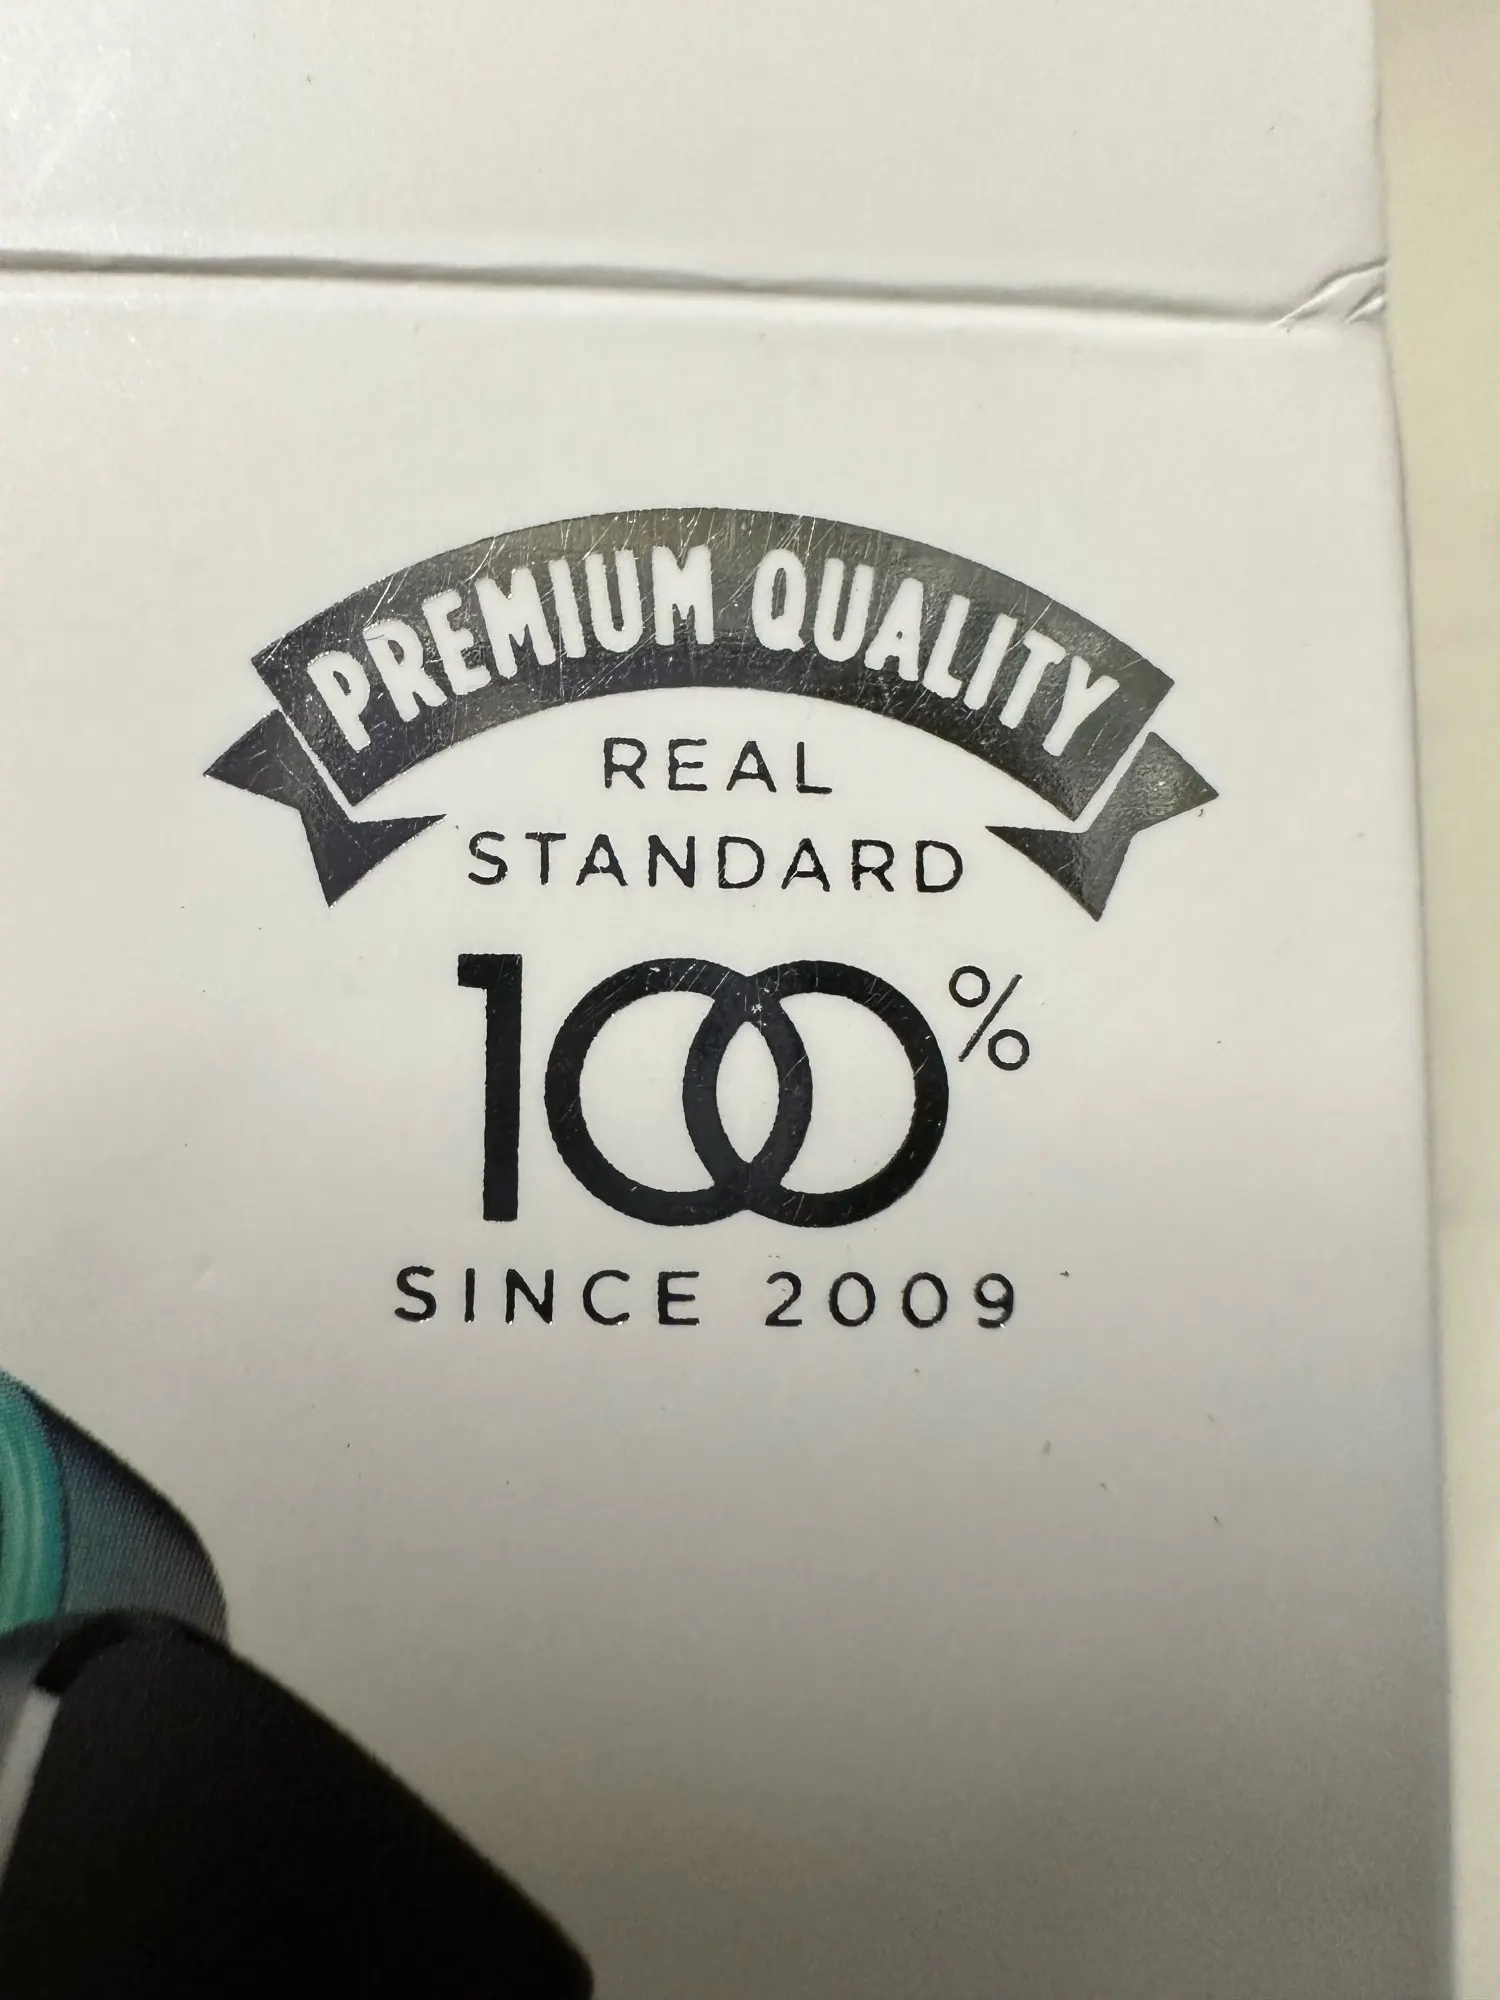 PREMIUM QUALITY
REAL
STANDARD
100%
SINCE 2009